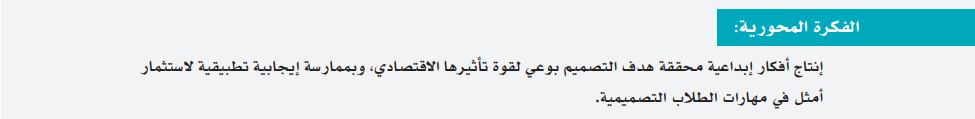 الفكرة المحورية:
إنتاج أفكار إبداعية محققة هدف التصميم بوعي لقوة تأثيرها الاقتصادي، وبممارسة إيجابية تطبيقية لاستثمار
أمثل في مهارات الطلاب التصميمية.